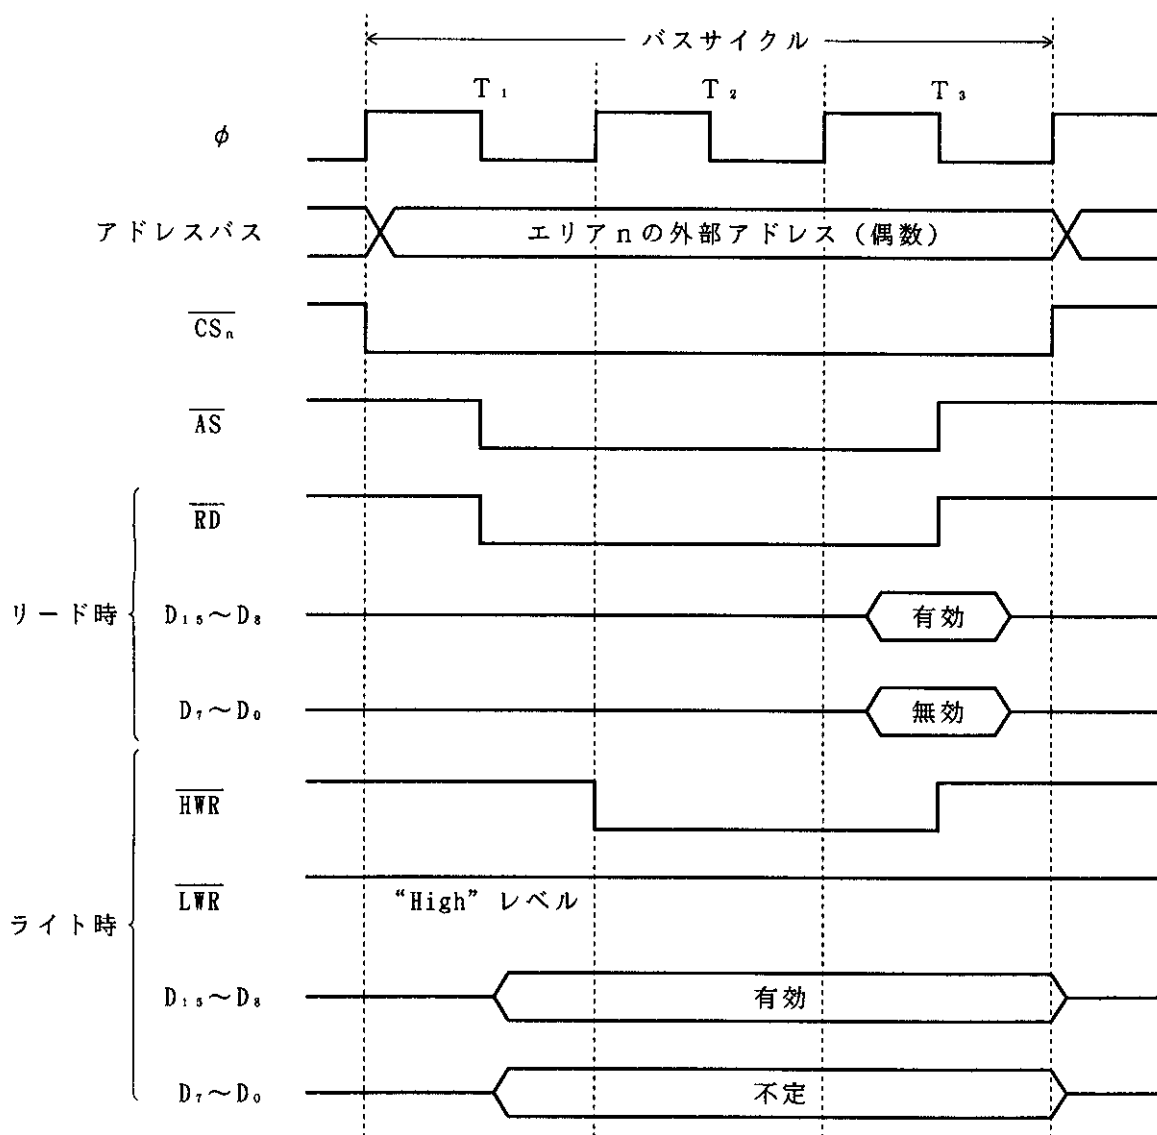 バスサイクル
T₁ T₂ T₃
φ
アドレスバス エリアnの外部アドレス（偶数）
CSₙ
AS
RD
リード時 D₁₅～D₈ 有効
D₇～D₀ 無効
HWR
LWR "High" レベル
ライト時
D₁₅～D₈ 有効
D₇～D₀ 不定